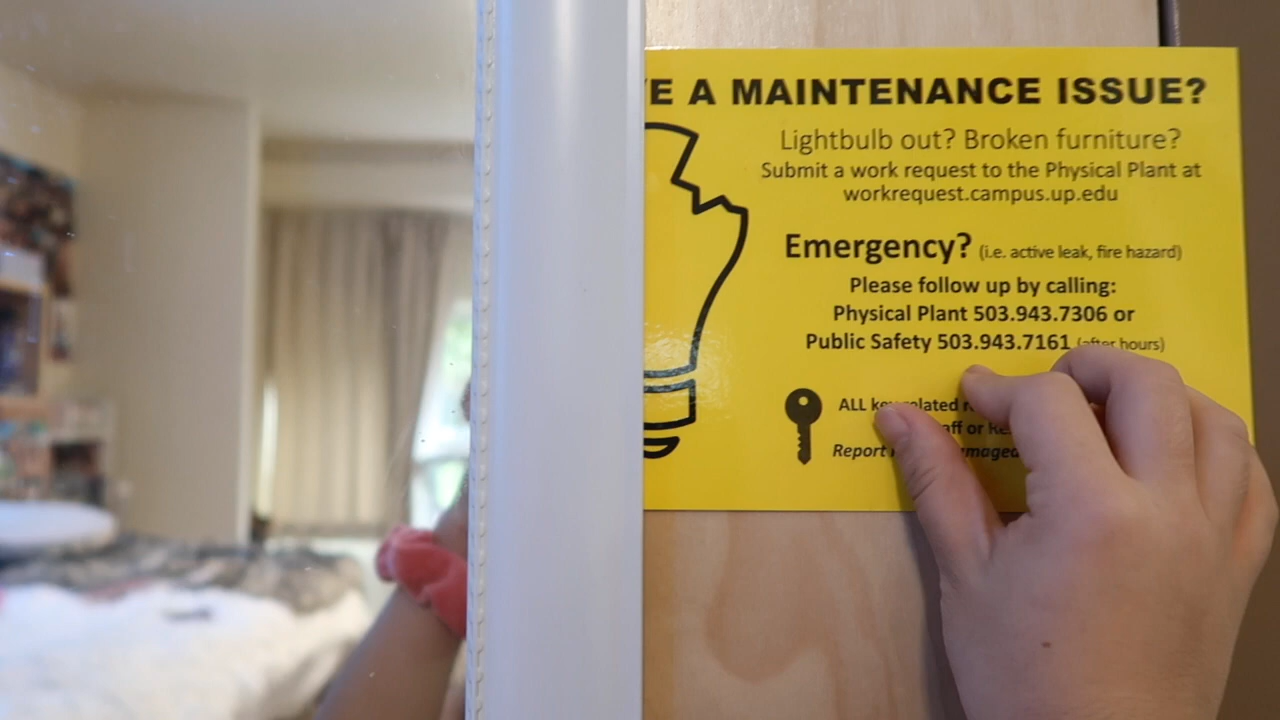 A MAINTENANCE ISSUE?
Lightbulb out? Broken furniture?
Submit a work request to the Physical Plant at
workrequest.campus.up.edu
Emergency? (i.e. active leak, fire hazard)
Please follow up by calling:
Physical Plant 503.943.7306 or
Public Safety 503.943.7161 (after hours)
ALL
or
Report